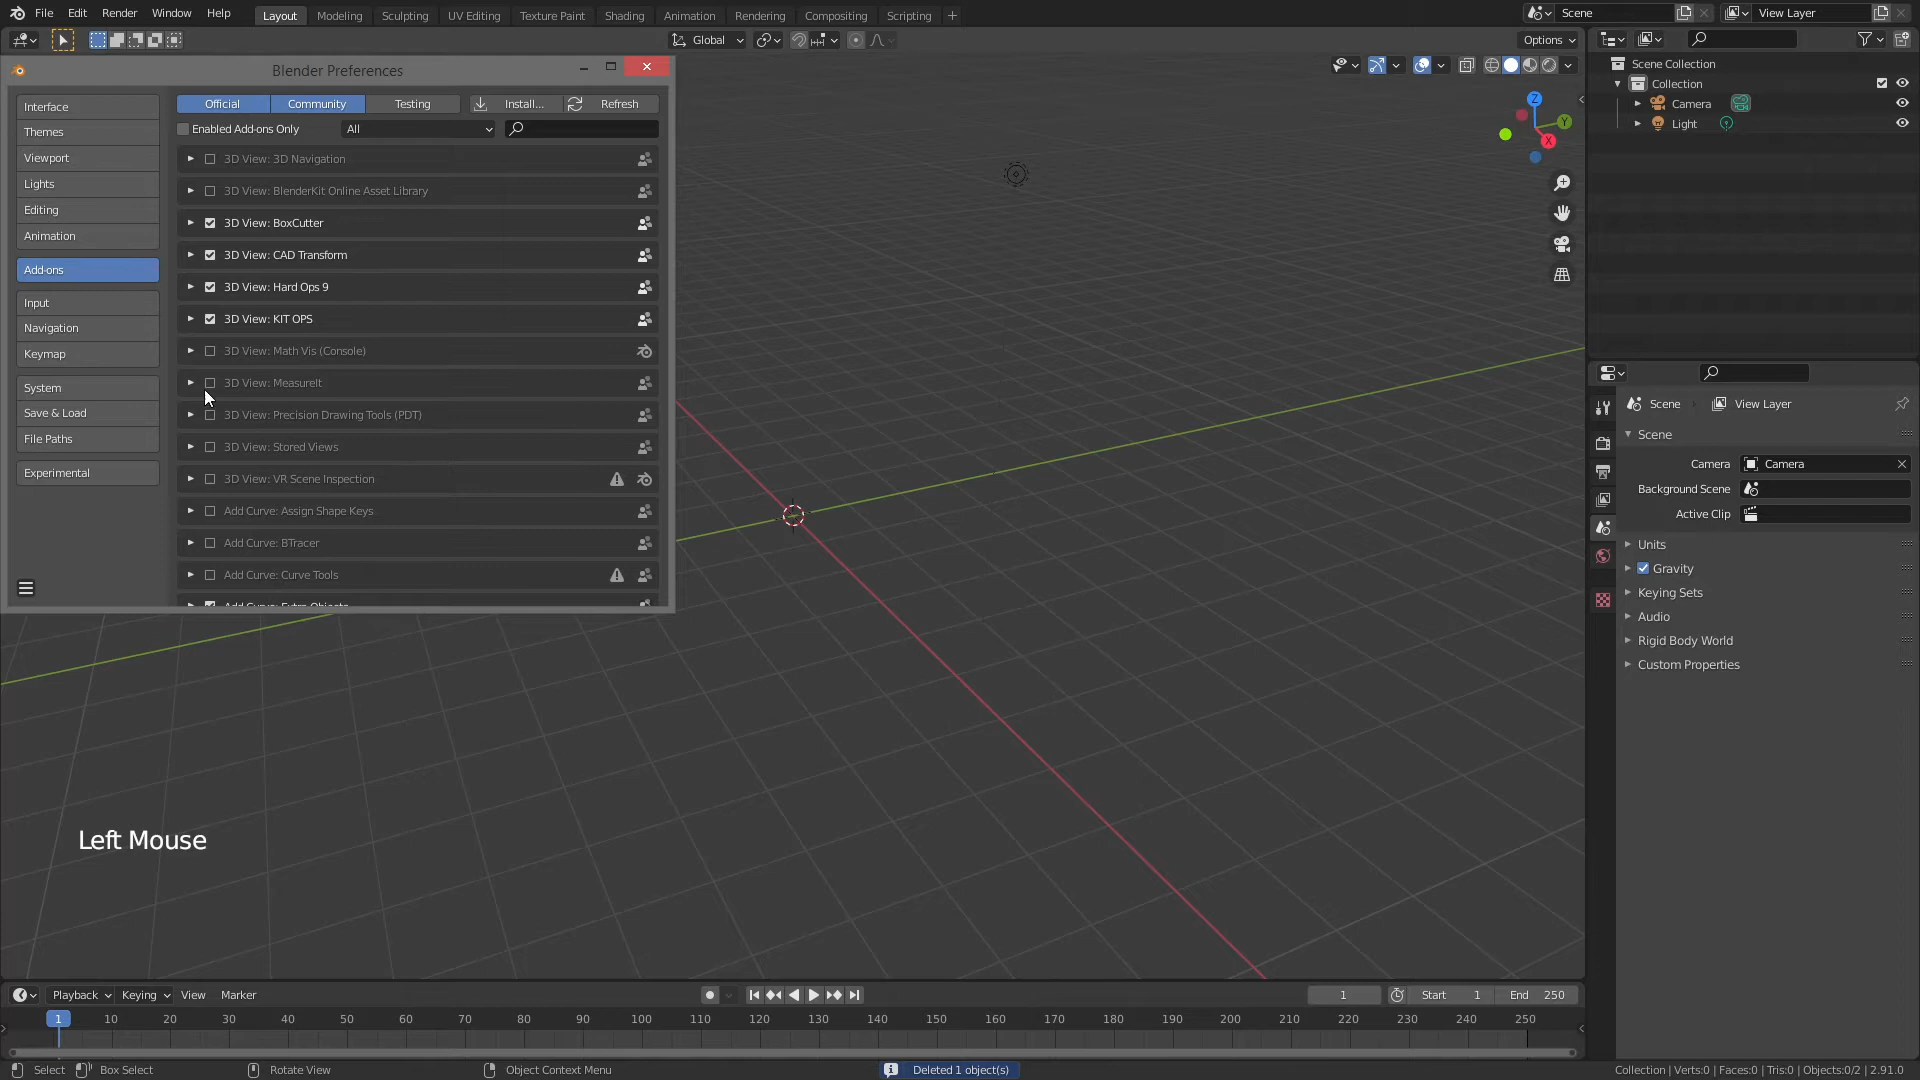 File Edit Render Window Help Layout Modeling Sculpting UV Editing Texture Paint Shading Animation Rendering Compositing Scripting + Scene View Layer
Global Options
Blender Preferences
Interface
Themes
Viewport
Lights
Editing
Animation
Add-ons
Input
Navigation
Keymap
System
Save & Load
File Paths
Experimental
Official Community Testing Install... Refresh
Enabled Add-ons Only All
3D View: 3D Navigation
3D View: BlenderKit Online Asset Library
3D View: BoxCutter
3D View: CAD Transform
3D View: Hard Ops 9
3D View: KIT OPS
3D View: Math Vis (Console)
3D View: MeasureIt
3D View: Precision Drawing Tools (PDT)
3D View: Stored Views
3D View: VR Scene Inspection
Add Curve: Assign Shape Keys
Add Curve: BTracer
Add Curve: Curve Tools
Add Curve: Extra Objects
Z
Y
X
Scene Collection
Collection
Camera
Light
Scene View Layer
Scene
Camera Camera
Background Scene
Active Clip
Units
Gravity
Keying Sets
Audio
Rigid Body World
Custom Properties
Left Mouse
Playback Keying View Marker 1 Start 1 End 250
1 10 20 30 40 50 60 70 80 90 100 110 120 130 140 150 160 170 180 190 200 210 220 230 240 250
Select Box Select Rotate View Object Context Menu Deleted 1 object(s) Collection | Verts:0 | Faces:0 | Tris:0 | Objects:0/2 | 2.91.0